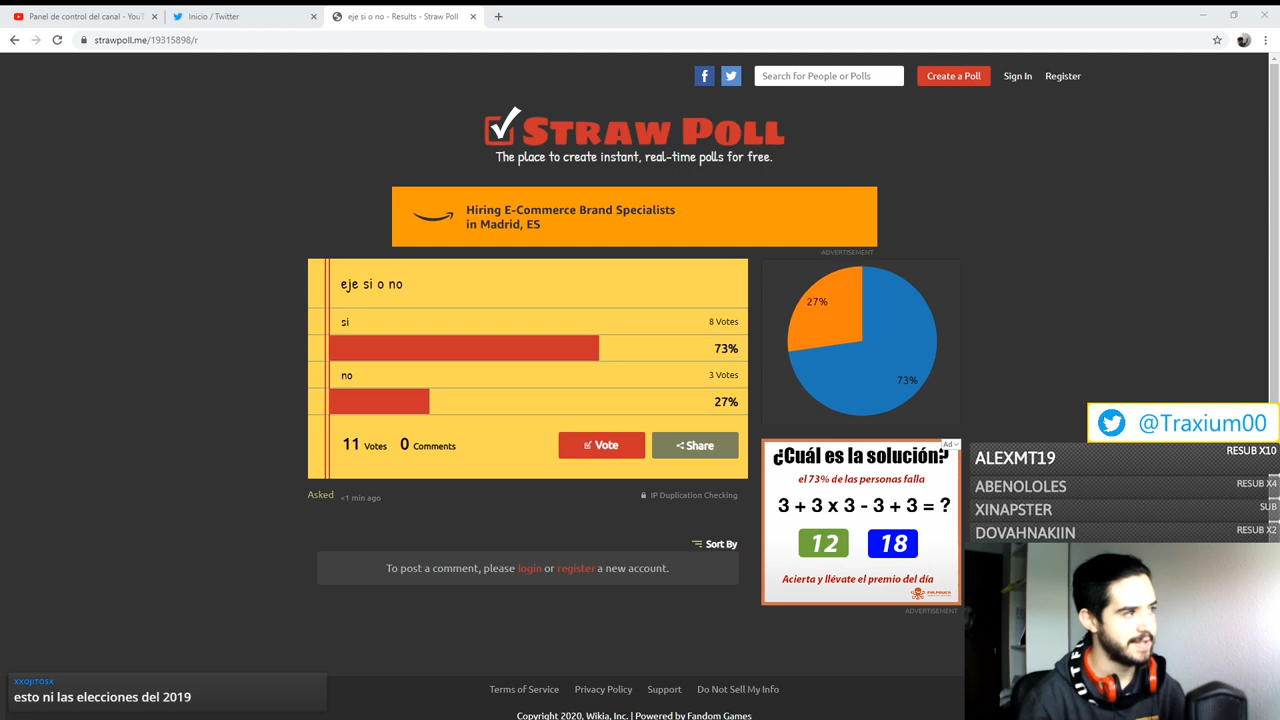 Panel de control del canal - You
Inicio / Twitter
eje si o no - Results - Straw Poll
strawpoll.me/19315898/r
Search for People or Polls
Create a Poll
Sign In
Register
STRAW POLL
The place to create instant, real-time polls for free.
Hiring E-Commerce Brand Specialists
in Madrid, ES
ADVERTISEMENT
eje si o no
si
8 Votes
73%
no
3 Votes
27%
11 Votes 0 Comments
Vote
Share
Asked <1 min ago
IP Duplication Checking
27%
73%
Ad
¿Cuál es la solución?
el 73% de las personas falla
3 + 3 x 3 - 3 + 3 = ?
12 18
Acierta y llévate el premio del día
ADVERTISEMENT
Sort By
To post a comment, please login or register a new account.
@Traxium00
ALEXMT19 RESUB X10
ABENOLOLES RESUB X4
XINAPSTER SUB
DOVAHNAKIIN RESUB X2
XXOJITOSX
esto ni las elecciones del 2019
Terms of Service Privacy Policy Support Do Not Sell My Info
Copyright 2020, Wikia, Inc. | Powered by Fandom Games